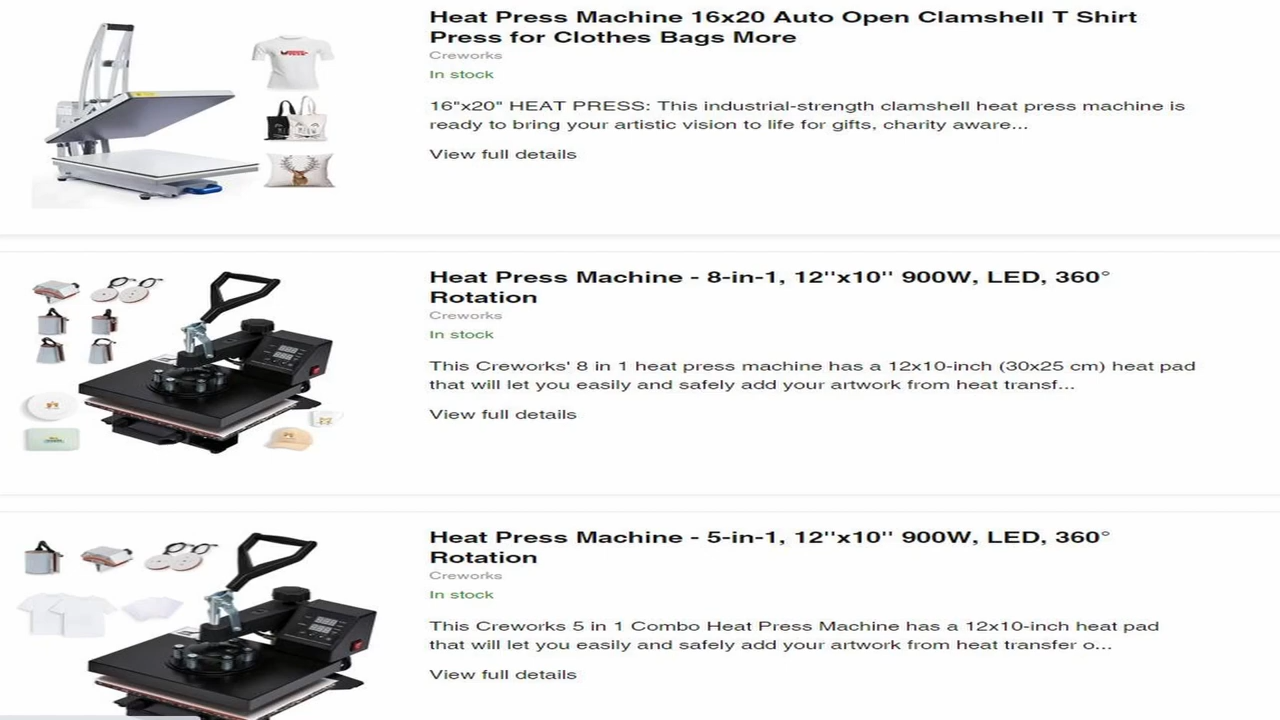 Heat Press Machine 16x20 Auto Open Clamshell T Shirt
Press for Clothes Bags More
Creworks
In stock
16"x20" HEAT PRESS: This industrial-strength clamshell heat press machine is
ready to bring your artistic vision to life for gifts, charity aware...
View full details
Heat Press Machine - 8-in-1, 12''x10'' 900W, LED, 360°
Rotation
Creworks
In stock
This Creworks' 8 in 1 heat press machine has a 12x10-inch (30x25 cm) heat pad
that will let you easily and safely add your artwork from heat transf...
View full details
Heat Press Machine - 5-in-1, 12''x10'' 900W, LED, 360°
Rotation
Creworks
In stock
This Creworks 5 in 1 Combo Heat Press Machine has a 12x10-inch heat pad
that will let you easily and safely add your artwork from heat transfer o...
View full details